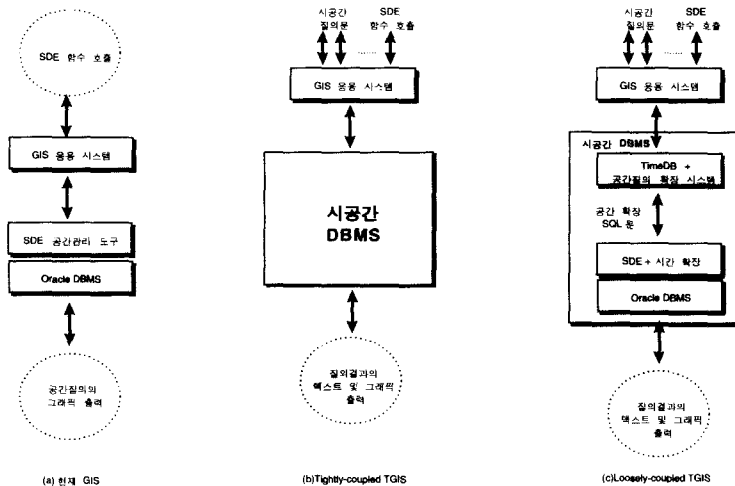 SDE 함수 호출
GIS 응용 시스템
SDE 공간관리 도구
Oracle DBMS
공간질의의
그래픽 출력
(a) 현재 GIS
시공간
질의문
SDE
함수 호출
......
GIS 응용 시스템
시공간
DBMS
질의결과의
텍스트 및 그래픽
출력
(b)Tightly-coupled TGIS
시공간
질의문
SDE
함수 호출
......
GIS 응용 시스템
시공간 DBMS
TimeDB +
공간질의 확장 시스템
공간 확장
SQL 문
SDE + 시간 확장
Oracle DBMS
질의결과의
텍스트 및 그래픽
출력
(c)Loosely-coupled TGIS